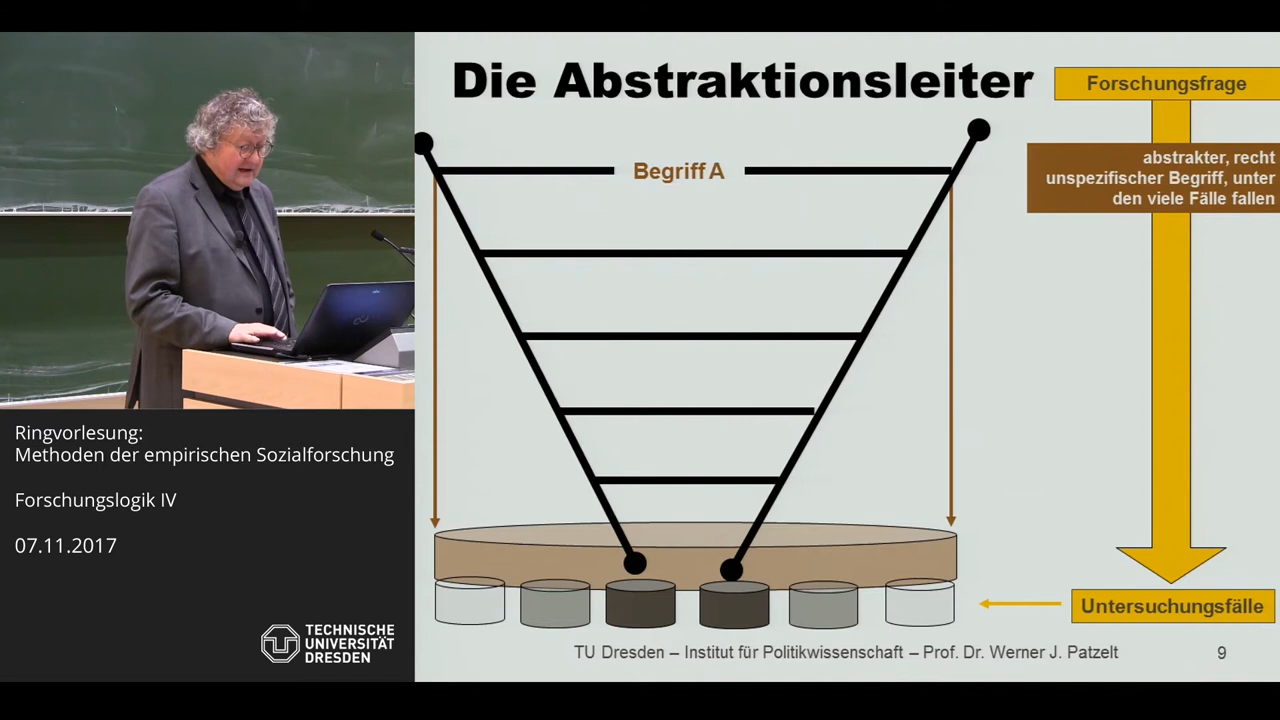 Die Abstraktionsleiter
Forschungsfrage
Begriff A
abstrakter, recht
unspezifischer Begriff, unter
den viele Fälle fallen
Untersuchungsfälle
TU Dresden – Institut für Politikwissenschaft – Prof. Dr. Werner J. Patzelt
9
Ringvorlesung:
Methoden der empirischen Sozialforschung
Forschungslogik IV
07.11.2017
TECHNISCHE
UNIVERSITÄT
DRESDEN